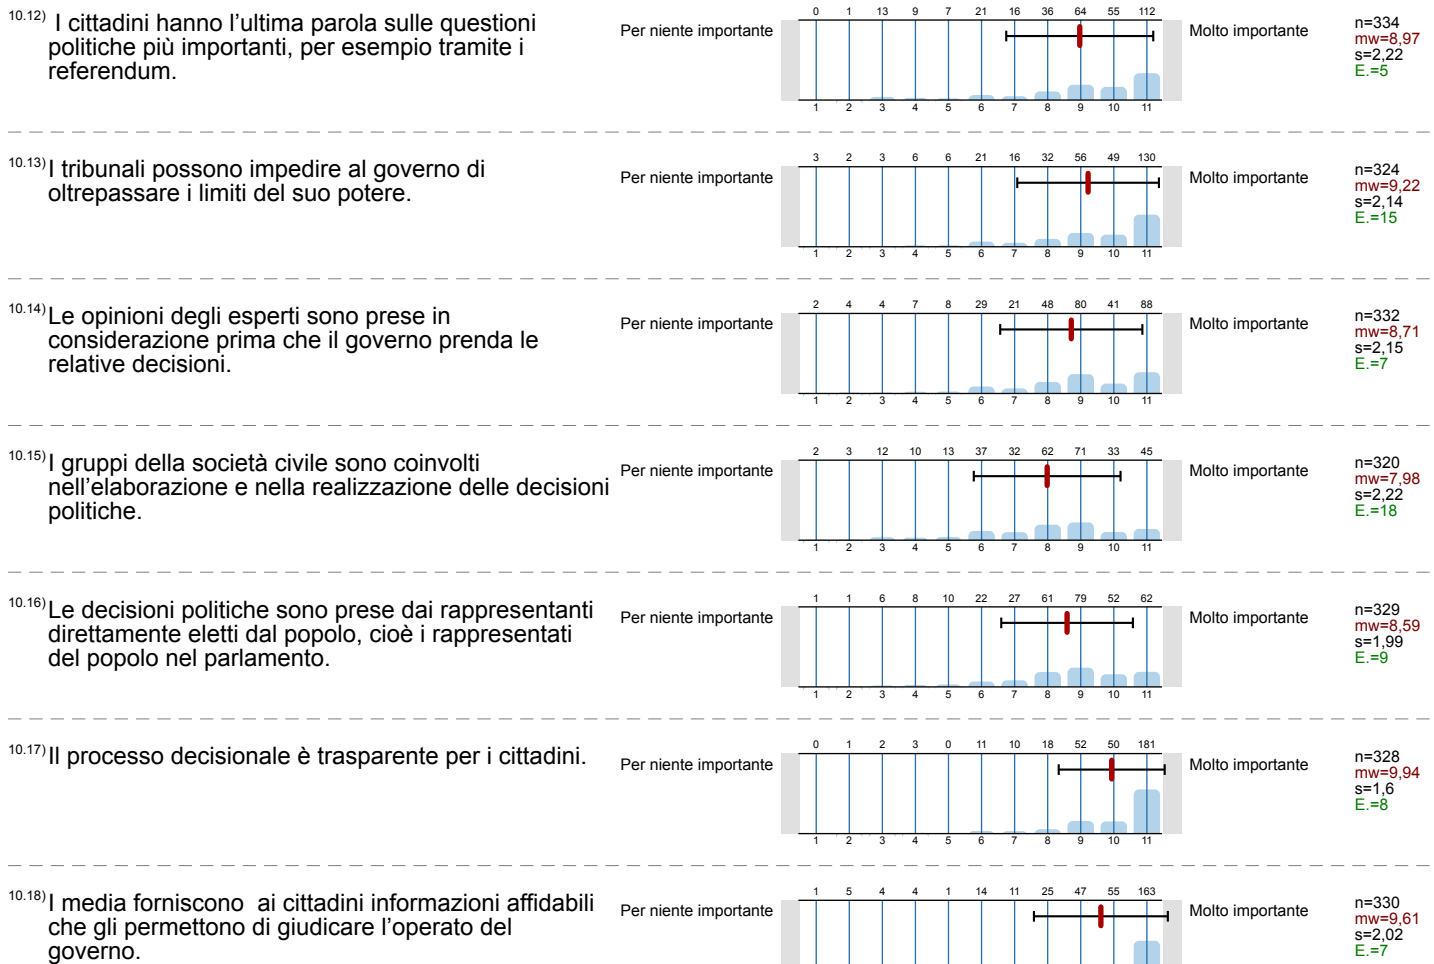 10.12) I cittadini hanno l'ultima parola sulle questioni
politiche più importanti, per esempio tramite i
referendum.
Per niente importante
0 1 13 9 7 21 16 36 64 55 112
1 2 3 4 5 6 7 8 9 10 11
Molto importante
n=334
mw=8,97
s=2,22
E.=5
10.13) I tribunali possono impedire al governo di
oltrepassare i limiti del suo potere.
Per niente importante
3 2 3 6 6 21 16 32 56 49 130
1 2 3 4 5 6 7 8 9 10 11
Molto importante
n=324
mw=9,22
s=2,14
E.=15
10.14) Le opinioni degli esperti sono prese in
considerazione prima che il governo prenda le
relative decisioni.
Per niente importante
2 4 4 7 8 29 21 48 80 41 88
1 2 3 4 5 6 7 8 9 10 11
Molto importante
n=332
mw=8,71
s=2,15
E.=7
10.15) I gruppi della società civile sono coinvolti
nell'elaborazione e nella realizzazione delle decisioni
politiche.
Per niente importante
2 3 12 10 13 37 32 62 71 33 45
1 2 3 4 5 6 7 8 9 10 11
Molto importante
n=320
mw=7,98
s=2,22
E.=18
10.16) Le decisioni politiche sono prese dai rappresentanti
direttamente eletti dal popolo, cioè i rappresentati
del popolo nel parlamento.
Per niente importante
1 1 6 8 10 22 27 61 79 52 62
1 2 3 4 5 6 7 8 9 10 11
Molto importante
n=329
mw=8,59
s=1,99
E.=9
10.17) Il processo decisionale è trasparente per i cittadini.
Per niente importante
0 1 2 3 0 11 10 18 52 50 181
1 2 3 4 5 6 7 8 9 10 11
Molto importante
n=328
mw=9,94
s=1,6
E.=8
10.18) I media forniscono  ai cittadini informazioni affidabili
che gli permettono di giudicare l'operato del
governo.
Per niente importante
1 5 4 4 1 14 11 25 47 55 163
Molto importante
n=330
mw=9,61
s=2,02
E.=7